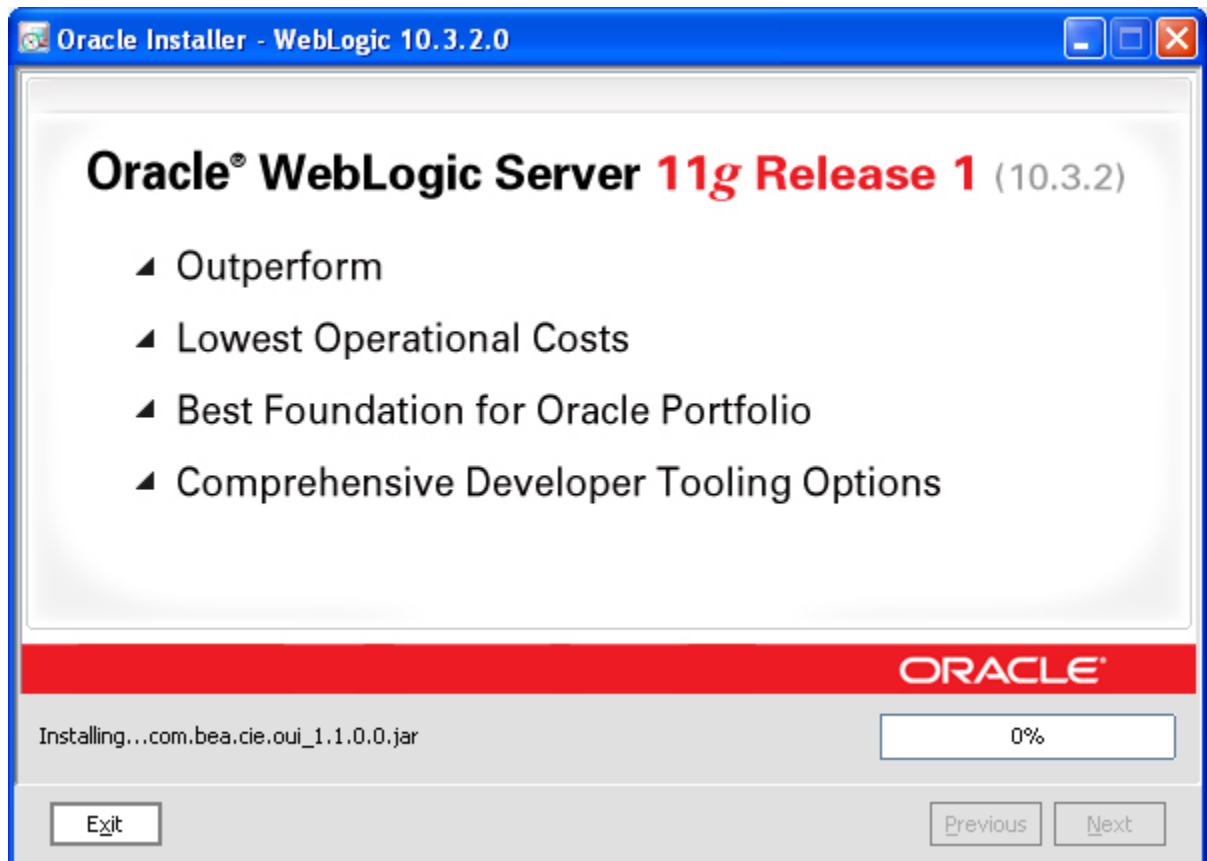 Oracle Installer - WebLogic 10.3.2.0
Oracle® WebLogic Server 11g Release 1 (10.3.2)
Outperform
Lowest Operational Costs
Best Foundation for Oracle Portfolio
Comprehensive Developer Tooling Options
ORACLE®
Installing...com.bea.cie.oui_1.1.0.0.jar
0%
Exit
Previous
Next